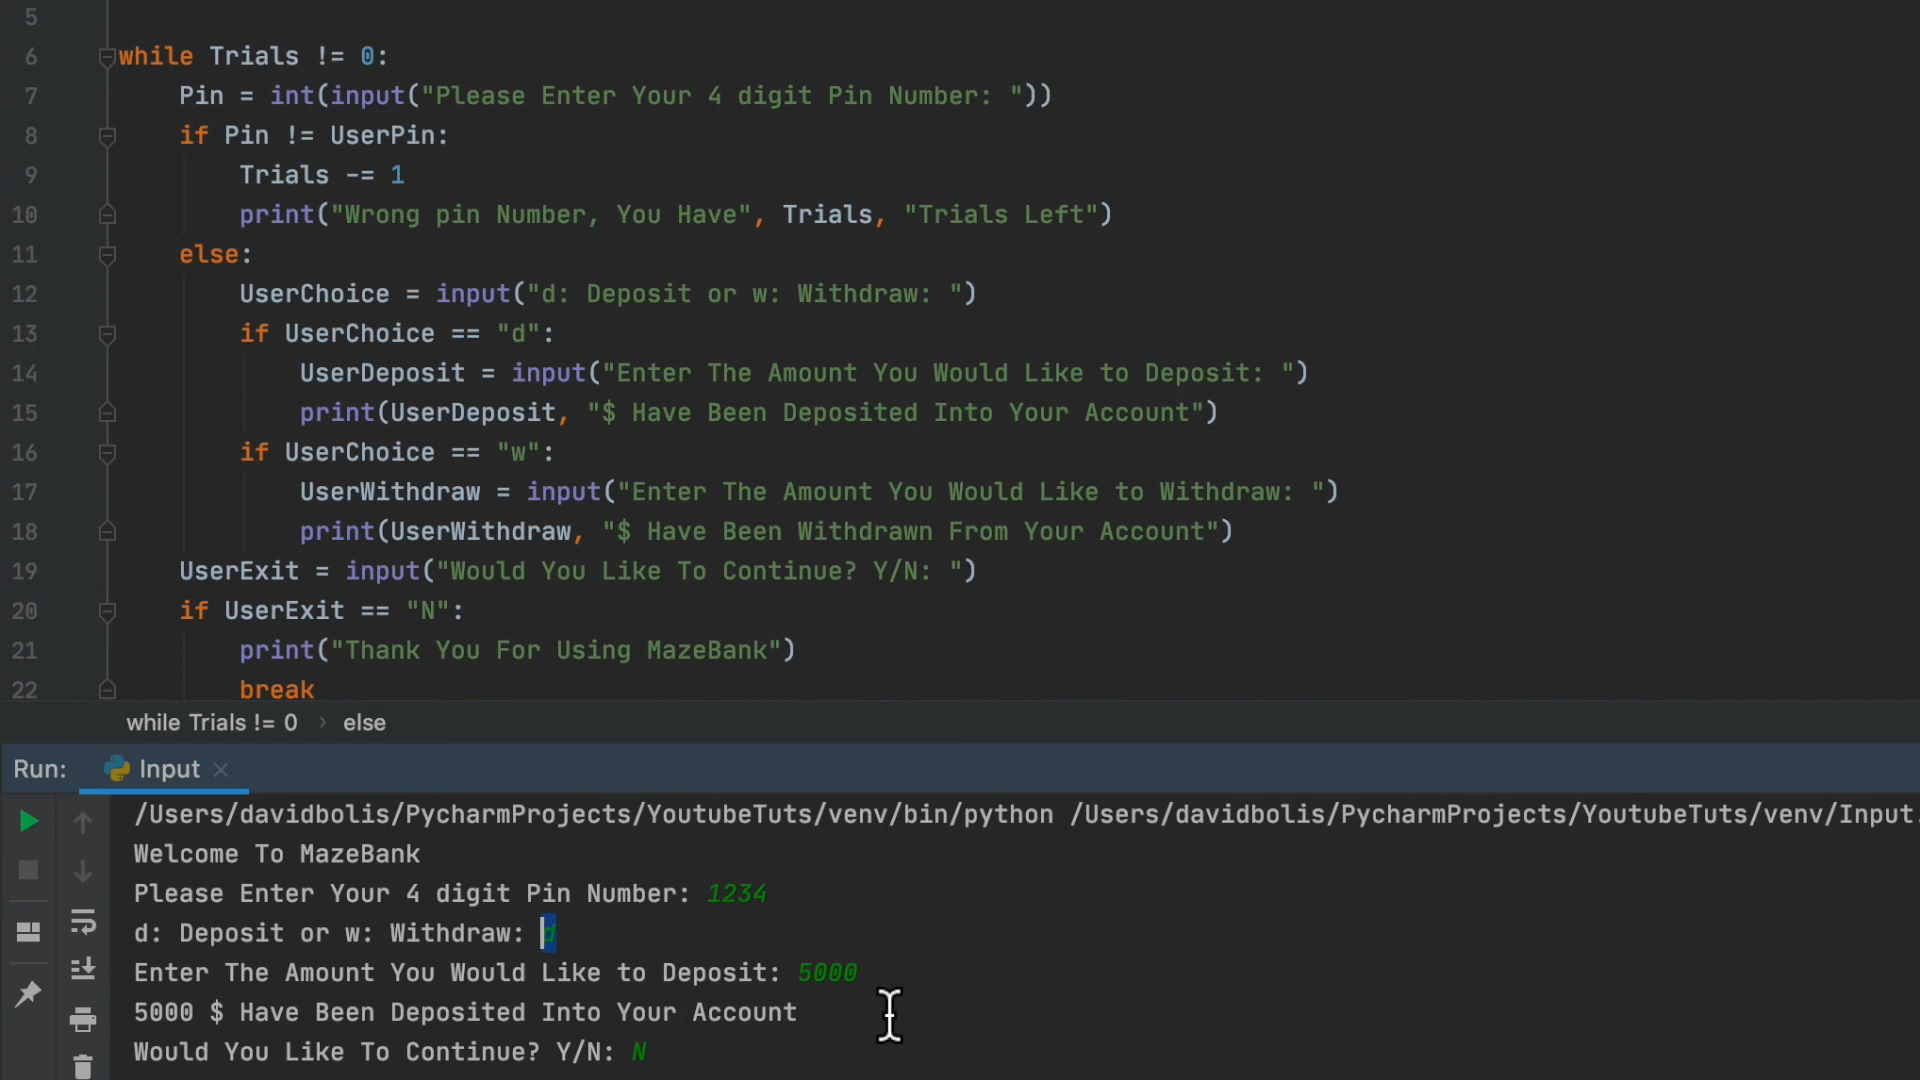 5
6 while Trials != 0:
7 Pin = int(input("Please Enter Your 4 digit Pin Number: "))
8 if Pin != UserPin:
9 Trials -= 1
10 print("Wrong pin Number, You Have", Trials, "Trials Left")
11 else:
12 UserChoice = input("d: Deposit or w: Withdraw: ")
13 if UserChoice == "d":
14 UserDeposit = input("Enter The Amount You Would Like to Deposit: ")
15 print(UserDeposit, "$ Have Been Deposited Into Your Account")
16 if UserChoice == "w":
17 UserWithdraw = input("Enter The Amount You Would Like to Withdraw: ")
18 print(UserWithdraw, "$ Have Been Withdrawn From Your Account")
19 UserExit = input("Would You Like To Continue? Y/N: ")
20 if UserExit == "N":
21 print("Thank You For Using MazeBank")
22 break
while Trials != 0 › else
Run: Input ×
/Users/davidbolis/PycharmProjects/YoutubeTuts/venv/bin/python /Users/davidbolis/PycharmProjects/YoutubeTuts/venv/Input.
Welcome To MazeBank
Please Enter Your 4 digit Pin Number: 1234
d: Deposit or w: Withdraw: d
Enter The Amount You Would Like to Deposit: 5000
5000 $ Have Been Deposited Into Your Account
Would You Like To Continue? Y/N: N